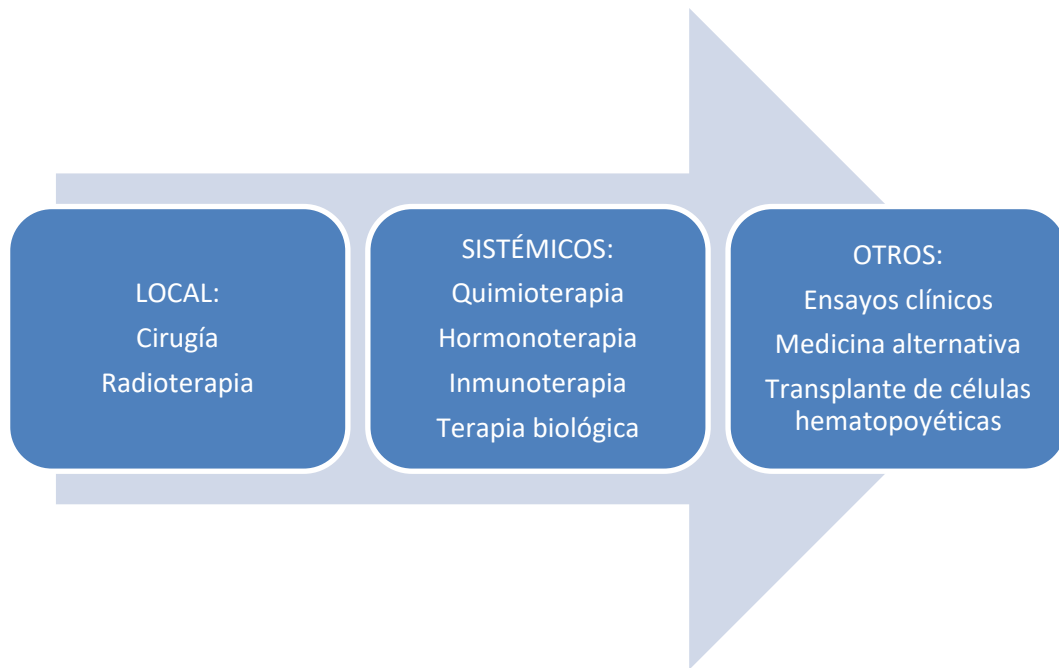 LOCAL:
Cirugía
Radioterapia
SISTÉMICOS:
Quimioterapia
Hormonoterapia
Inmunoterapia
Terapia biológica
OTROS:
Ensayos clínicos
Medicina alternativa
Transplante de células
hematopoyéticas